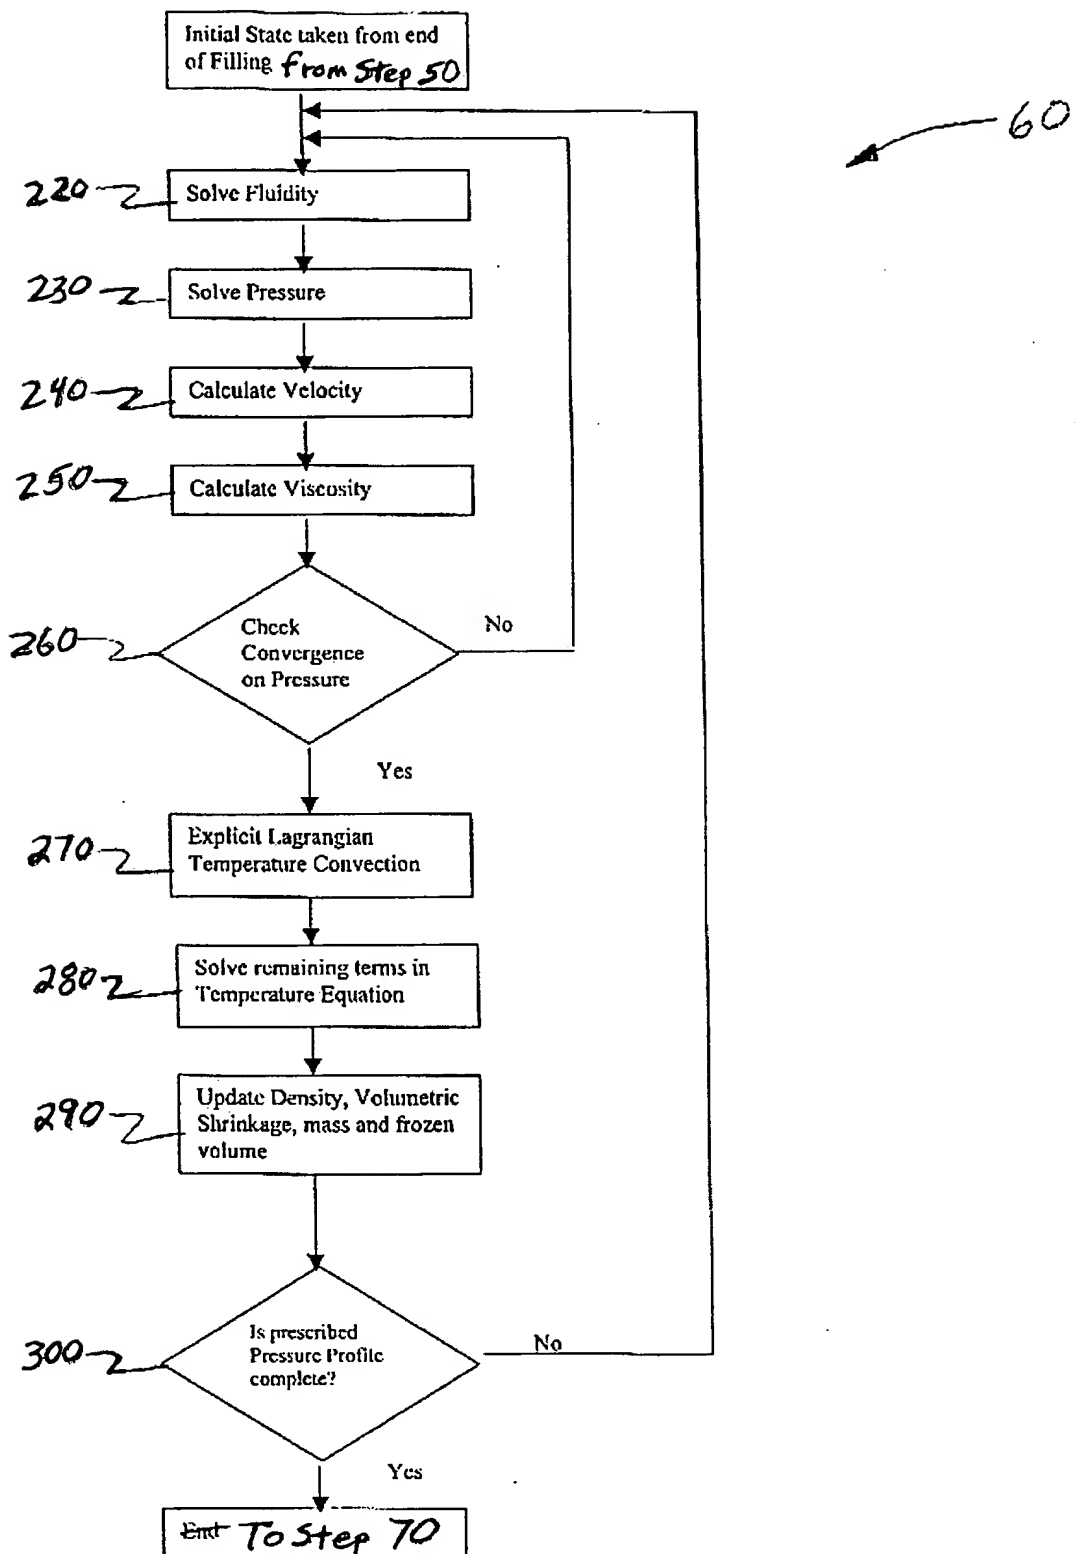 Initial State taken from end
of Filling from Step 50
60
220
Solve Fluidity
230
Solve Pressure
240
Calculate Velocity
250
Calculate Viscosity
260
Check
Convergence
on Pressure
No
Yes
270
Explicit Lagrangian
Temperature Convection
280
Solve remaining terms in
Temperature Equation
290
Update Density, Volumetric
Shrinkage, mass and frozen
volume
300
Is prescribed
Pressure Profile
complete?
No
Yes
End To Step 70